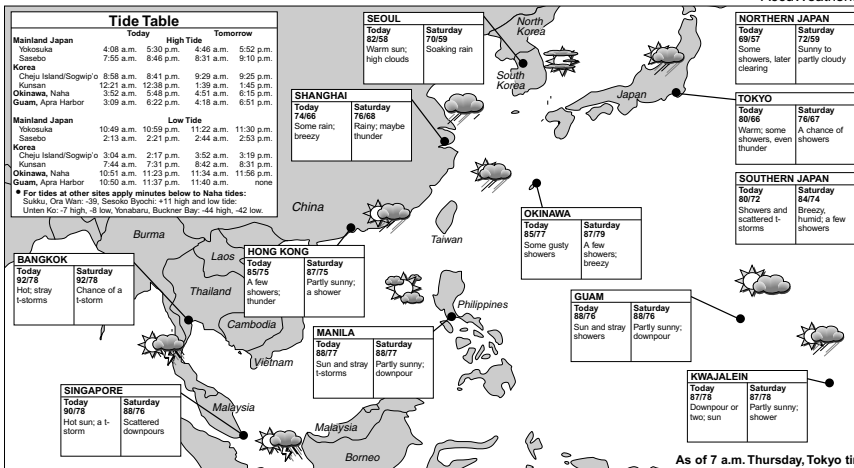 Tide Table
Today Tomorrow
Mainland Japan High Tide
Yokosuka 4:08 a.m. 5:30 p.m. 4:46 a.m. 5:52 p.m.
Sasebo 7:55 a.m. 8:46 p.m. 8:31 a.m. 9:10 p.m.
Korea
Cheju Island/Sogwip'o 8:58 a.m. 8:41 p.m. 9:29 a.m. 9:25 p.m.
Kunsan 12:21 a.m. 12:38 p.m. 1:39 a.m. 1:45 p.m.
Okinawa, Naha 3:52 a.m. 5:48 p.m. 4:51 a.m. 6:15 p.m.
Guam, Apra Harbor 3:09 a.m. 6:22 p.m. 4:18 a.m. 6:51 p.m.
Mainland Japan Low Tide
Yokosuka 10:49 a.m. 10:59 p.m. 11:22 a.m. 11:30 p.m.
Sasebo 2:13 a.m. 2:21 p.m. 2:44 a.m. 2:53 p.m.
Korea
Cheju Island/Sogwip'o 3:04 a.m. 2:17 p.m. 3:52 a.m. 3:19 p.m.
Kunsan 7:44 a.m. 7:31 p.m. 8:42 a.m. 8:31 p.m.
Okinawa, Naha 10:51 a.m. 11:23 p.m. 11:34 a.m. 11:56 p.m.
Guam, Apra Harbor 10:50 a.m. 11:37 p.m. 11:40 a.m. none
• For tides at other sites apply minutes below to Naha tides:
Sukku, Ora Wan: -39, Sesoko Byochi: +11 high and low tide:
Unten Ko: -7 high, -8 low, Yonabaru, Buckner Bay: -44 high, -42 low.
SEOUL
Today Saturday
82/58 70/59
Warm sun; Soaking rain
high clouds
North
Korea
South
Korea
Japan
NORTHERN JAPAN
Today Saturday
69/57 72/59
Some Sunny to
showers, later partly cloudy
clearing
SHANGHAI
Today Saturday
74/66 76/68
Some rain; Rainy; maybe
breezy thunder
TOKYO
Today Saturday
80/66 76/67
Warm; some A chance of
showers, even showers
thunder
SOUTHERN JAPAN
Today Saturday
80/72 84/74
Showers and Breezy,
scattered t- humid; a few
storms showers
China
Taiwan
OKINAWA
Today Saturday
85/77 87/79
Some gusty A few
showers showers;
breezy
Burma
Laos
Thailand
Cambodia
Vietnam
HONG KONG
Today Saturday
85/75 87/75
A few Partly sunny;
showers; a shower
thunder
BANGKOK
Today Saturday
92/78 92/78
Hot; stray Chance of a
t-storms t-storm
Philippines
GUAM
Today Saturday
88/76 88/76
Sun and stray Partly sunny;
showers downpour
MANILA
Today Saturday
88/77 88/77
Sun and stray Partly sunny;
t-storms downpour
KWAJALEIN
Today Saturday
87/78 87/78
Downpour or Partly sunny;
two; sun shower
SINGAPORE
Today Saturday
90/78 88/76
Hot sun; a t- Scattered
storm downpours
Malaysia
Malaysia
Borneo
As of 7 a.m. Thursday, Tokyo